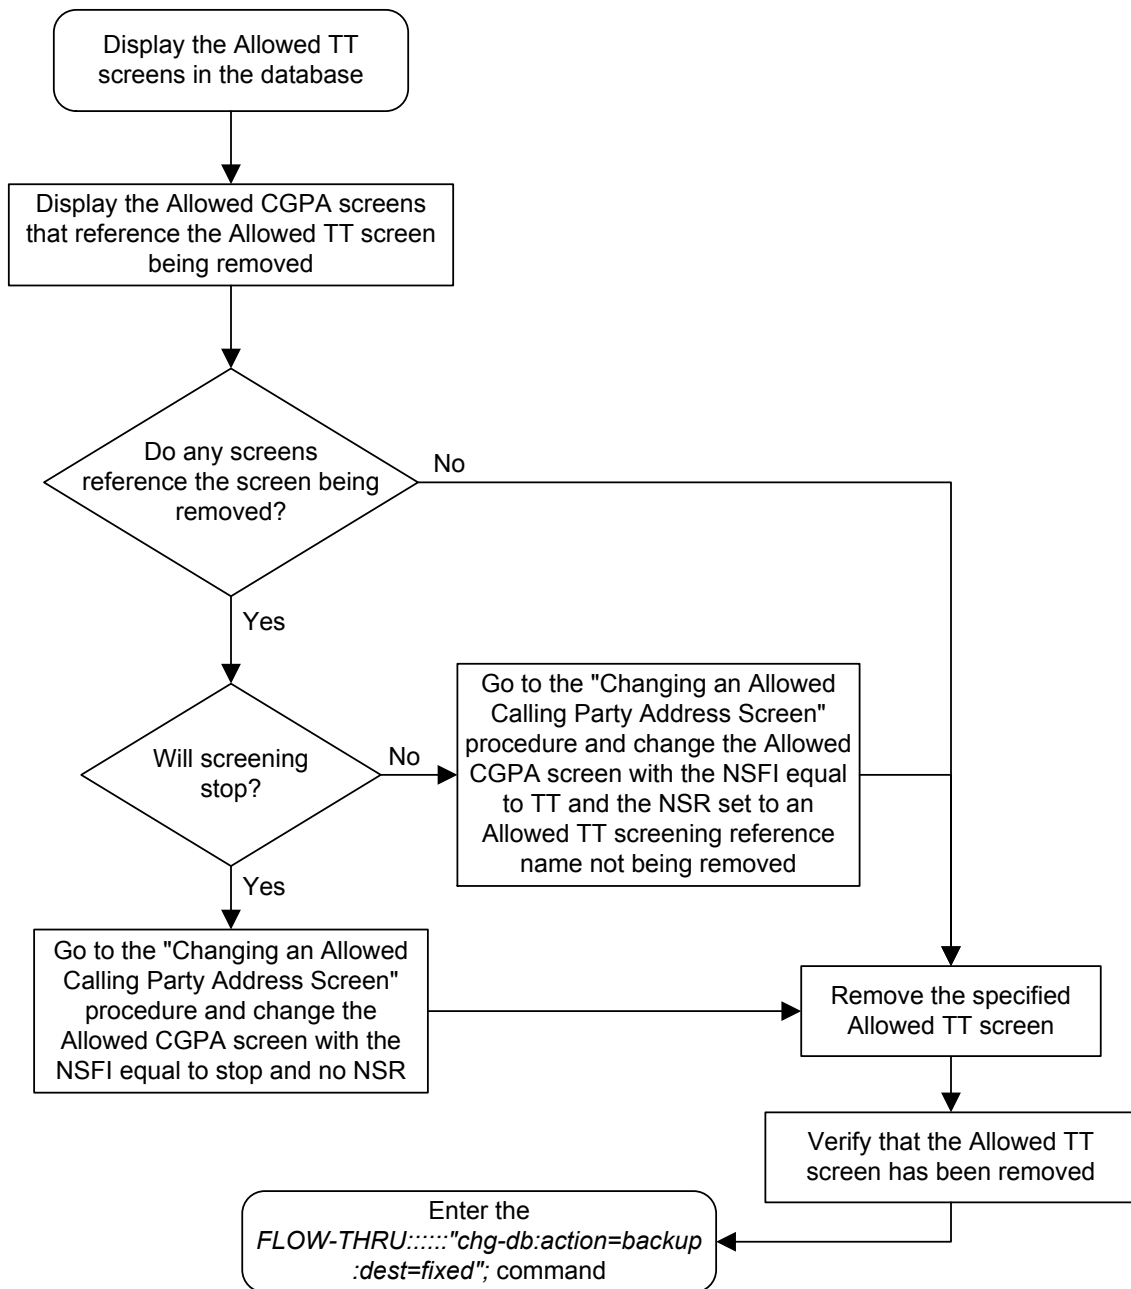 Display the Allowed TT
screens in the database
Display the Allowed CGPA screens
that reference the Allowed TT screen
being removed
Do any screens
reference the screen being
removed?
No
Yes
Will screening
stop?
No
Go to the "Changing an Allowed
Calling Party Address Screen"
procedure and change the Allowed
CGPA screen with the NSFI equal
to TT and the NSR set to an
Allowed TT screening reference
name not being removed
Yes
Go to the "Changing an Allowed
Calling Party Address Screen"
procedure and change the
Allowed CGPA screen with the
NSFI equal to stop and no NSR
Remove the specified
Allowed TT screen
Verify that the Allowed TT
screen has been removed
Enter the
FLOW-THRU::::::"chg-db:action=backup
:dest=fixed"; command